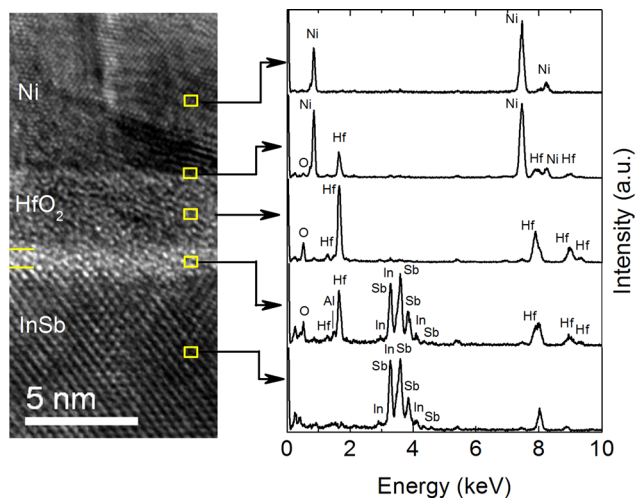 Ni
HfO2
InSb
5 nm
Ni
Ni
Ni
Ni
O
Hf
Ni
Hf
Ni
Hf
O
Hf
Hf
Hf
Hf
Hf
O
Hf
Al
Hf
In
Sb
In
Sb
Sb
In
Sb
Hf
Hf
Hf
In
Sb
In
Sb
Sb
In
Sb
0 2 4 6 8 10
Energy (keV)
Intensity (a.u.)